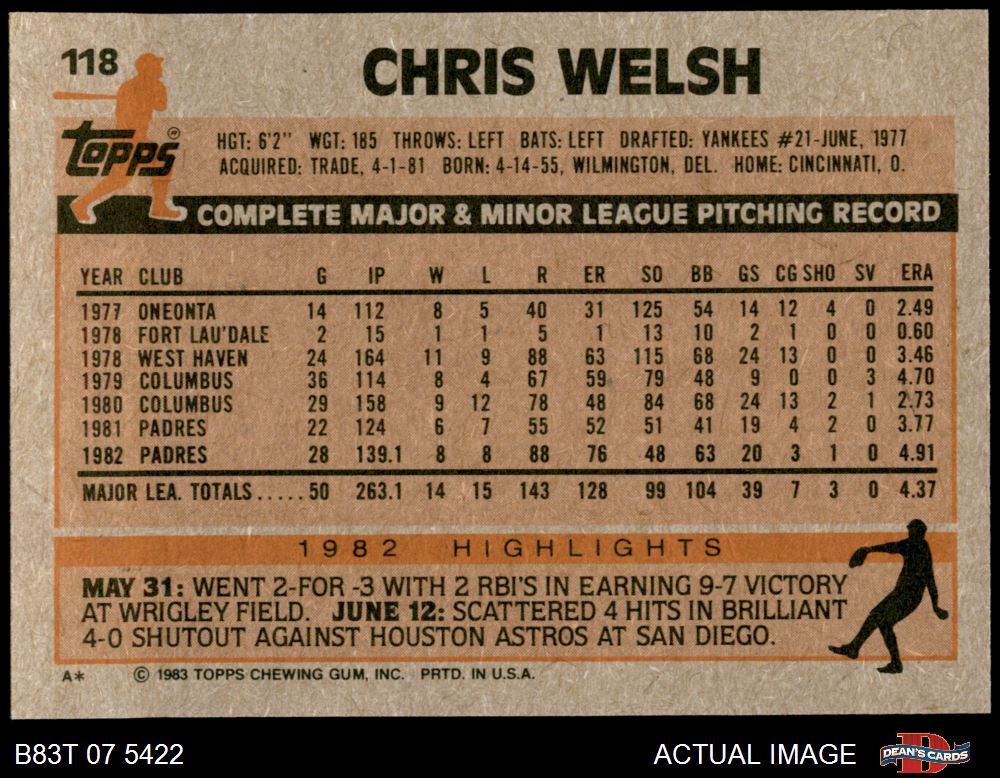 118
CHRIS WELSH
Topps®
HGT: 6'2" WGT: 185 THROWS: LEFT BATS: LEFT DRAFTED: YANKEES #21-JUNE, 1977
ACQUIRED: TRADE, 4-1-81 BORN: 4-14-55, WILMINGTON, DEL. HOME: CINCINNATI, O.
COMPLETE MAJOR & MINOR LEAGUE PITCHING RECORD
YEAR CLUB G IP W L R ER SO BB GS CG SHO SV ERA
1977 ONEONTA 14 112 8 5 40 31 125 54 14 12 4 0 2.49
1978 FORT LAU'DALE 2 15 1 1 5 1 13 10 2 1 0 0 0.60
1978 WEST HAVEN 24 164 11 9 88 63 115 68 24 13 0 0 3.46
1979 COLUMBUS 36 114 8 4 67 59 79 48 9 0 0 3 4.70
1980 COLUMBUS 29 158 9 12 78 48 84 68 24 13 2 1 2.73
1981 PADRES 22 124 6 7 55 52 51 41 19 4 2 0 3.77
1982 PADRES 28 139.1 8 8 88 76 48 63 20 3 1 0 4.91
MAJOR LEA. TOTALS.....50 263.1 14 15 143 128 99 104 39 7 3 0 4.37
1982 HIGHLIGHTS
MAY 31: WENT 2-FOR -3 WITH 2 RBI'S IN EARNING 9-7 VICTORY
AT WRIGLEY FIELD. JUNE 12: SCATTERED 4 HITS IN BRILLIANT
4-0 SHUTOUT AGAINST HOUSTON ASTROS AT SAN DIEGO.
A* © 1983 TOPPS CHEWING GUM, INC. PRTD. IN U.S.A.
B83T 07 5422 ACTUAL IMAGE DEAN'S CARDS